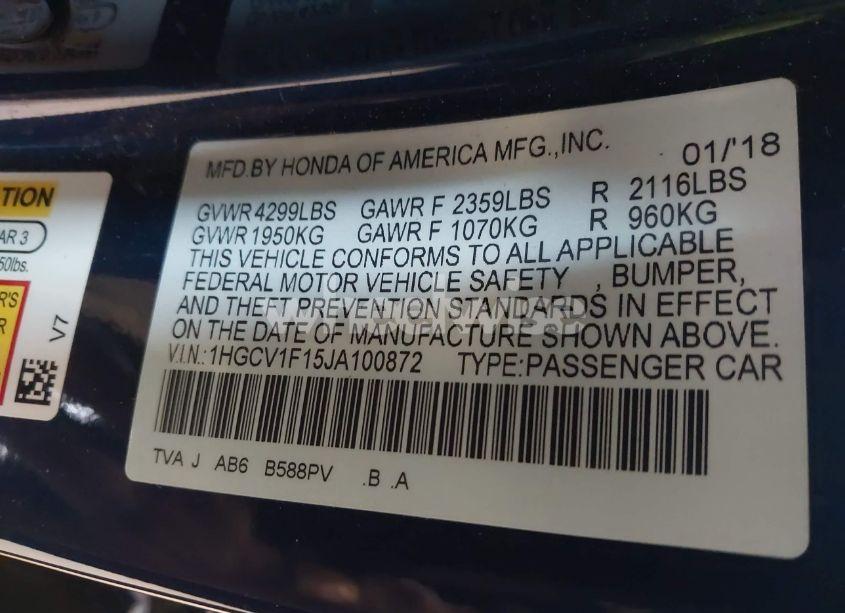 MFD.BY HONDA OF AMERICA MFG.,INC. 01/'18
GVWR 4299LBS GAWR F 2359LBS R 2116LBS
GVWR 1950KG GAWR F 1070KG R 960KG
THIS VEHICLE CONFORMS TO ALL APPLICABLE
FEDERAL MOTOR VEHICLE SAFETY , BUMPER,
AND THEFT PREVENTION STANDARDS IN EFFECT
ON THE DATE OF MANUFACTURE SHOWN ABOVE.
V.I.N.: 1HGCV1F15JA100872 TYPE:PASSENGER CAR
TVA J AB6 B588PV .B .A
V7